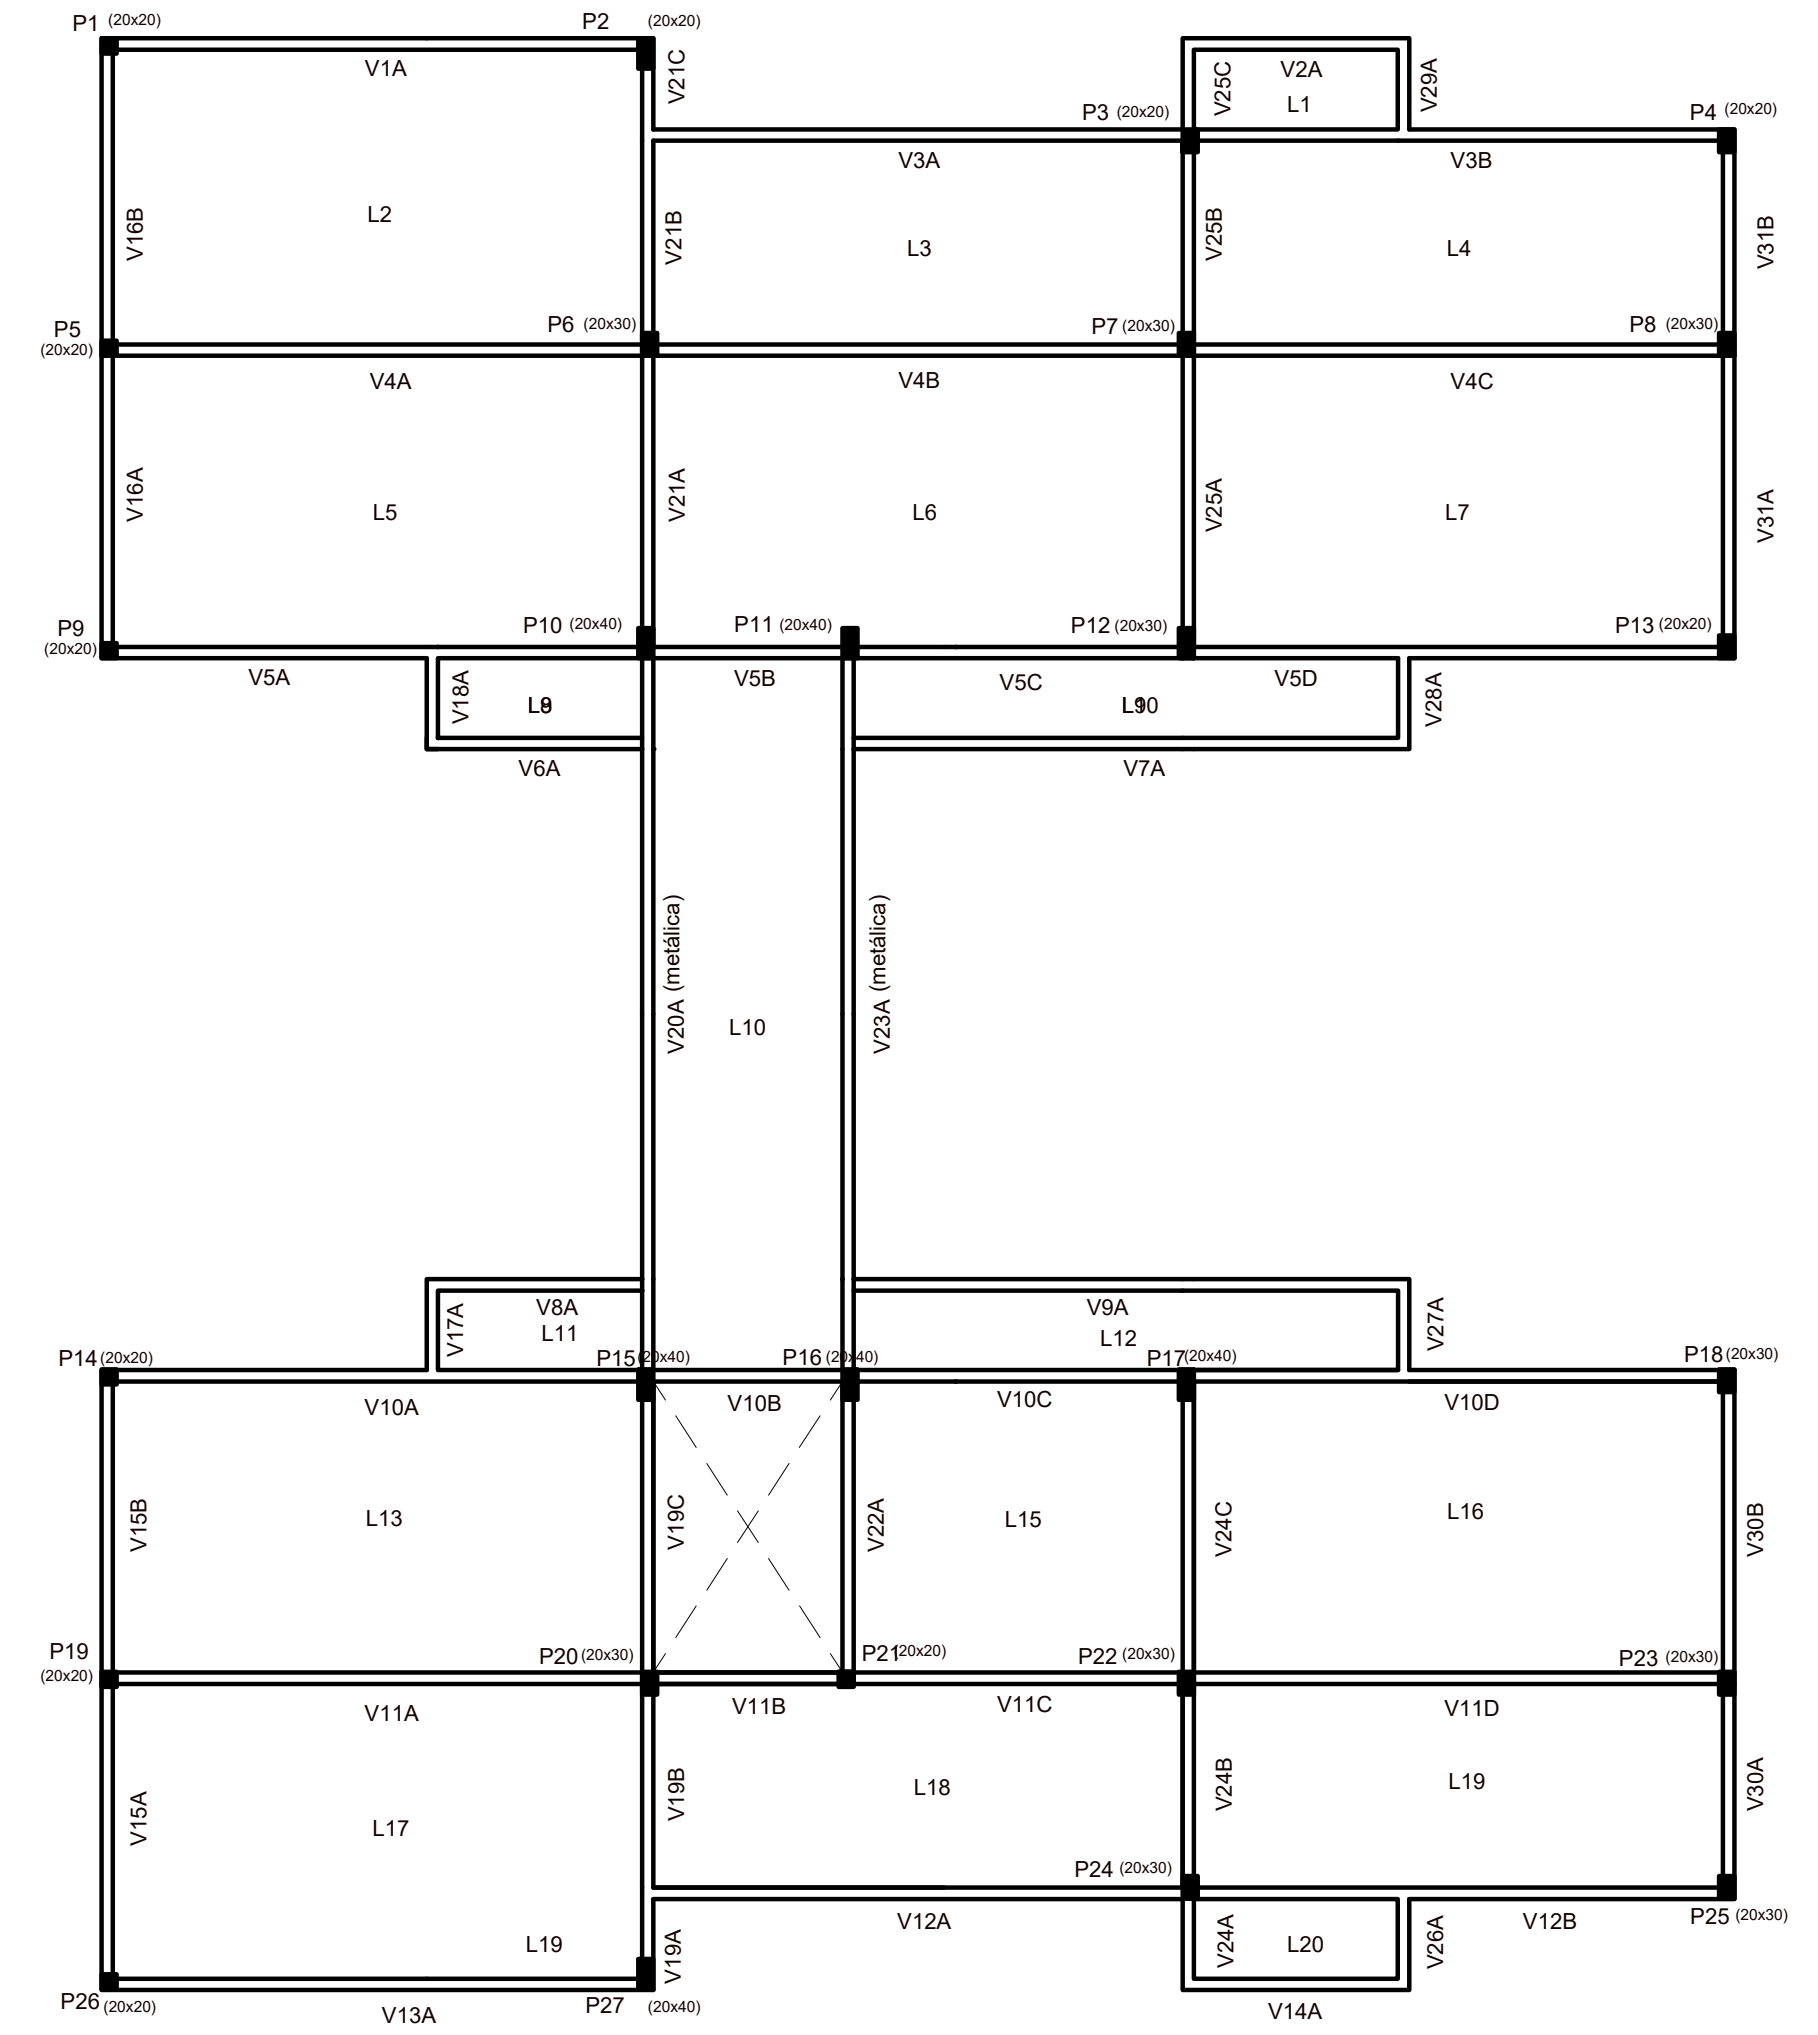 P1 (20x20)
P2 (20x20)
V1A
V21C
V25C
V2A
V29A
L1
P3 (20x20)
P4 (20x20)
V3A
V3B
V16B
L2
V21B
L3
V25B
L4
V31B
P5
(20x20)
P6 (20x30)
P7 (20x30)
P8 (20x30)
V4A
V4B
V4C
V16A
L5
V21A
L6
V25A
L7
V31A
P9
(20x20)
P10 (20x40)
P11 (20x40)
P12 (20x30)
P13 (20x20)
V5A
V18A
V5B
V5C
V5D
V28A
V6A
V7A
V20A (metálica)
V23A (metálica)
L10
V17A
V8A
L11
V9A
L12
V27A
P14 (20x20)
P15 (20x40)
P16 (20x40)
P17 (20x40)
P18 (20x30)
V10A
V10B
V10C
V10D
V15B
L13
V19C
V22A
L15
V24C
L16
V30B
P19
(20x20)
P20 (20x30)
P21 (20x20)
P22 (20x30)
P23 (20x30)
V11A
V11B
V11C
V11D
V15A
L17
V19B
L18
V24B
L19
V30A
P24 (20x30)
P25 (20x30)
V12A
V12B
L19
V19A
V24A
L20
V26A
P26 (20x20)
V13A
P27 (20x40)
V14A